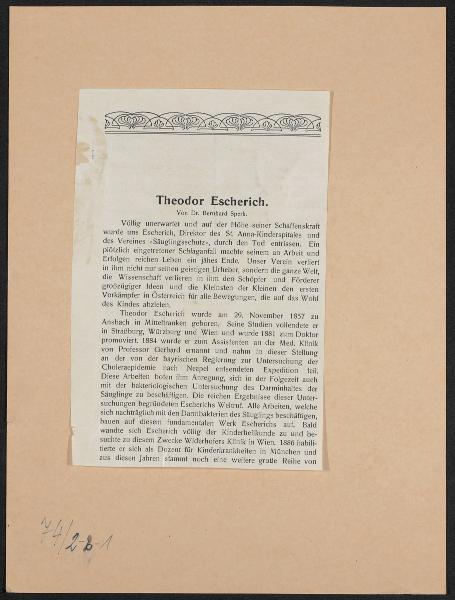 Theodor Escherich.
Von Dr. Bernhard Sperk.
Völlig unerwartet und auf der Höhe seiner Schaffenskraft
wurde uns Escherich, Direktor des St. Anna-Kinderspitales und
des Vereines »Säuglingsschutz«, durch den Tod entrissen. Ein
plötzlich eingetretener Schlaganfall machte seinem an Arbeit und
Erfolgen reichen Leben ein jähes Ende. Unser Verein verliert
in ihm nicht nur seinen geistigen Urheber, sondern die ganze Welt,
die Wissenschaft verlieren in ihm den Schöpfer und Förderer
großzügiger Ideen und die Kleinsten der Kleinen den ersten
Vorkämpfer in Österreich für alle Bewegungen, die auf das Wohl
des Kindes abzielen.
Theodor Escherich wurde am 29. November 1857 zu
Ansbach in Mittelfranken geboren. Seine Studien vollendete er
in Straßburg, Würzburg und Wien und wurde 1881 zum Doktor
promoviert. 1884 wurde er zum Assistenten an der Med. Klinik
von Professor Gerhard ernannt und nahm in dieser Stellung
an der von der bayrischen Regierung zur Untersuchung der
Choleraepidemie nach Neapel entsendeten Expedition teil.
Diese Arbeiten boten ihm Anregung, sich in der Folgezeit auch
mit der bakteriologischen Untersuchung des Darminhaltes der
Säuglinge zu beschäftigen. Die reichen Ergebnisse dieser Unter-
suchungen begründeten Escherichs Weltruf. Alle Arbeiten, welche
sich nachträglich mit den Darmbakterien des Säuglings beschäftigen,
bauen auf diesem fundamentalen Werk Escherichs auf. Bald
wandte sich Escherich völlig der Kinderheilkunde zu und be-
suchte zu diesem Zwecke Widerhofers Klinik in Wien. 1886 habili-
tierte er sich als Dozent für Kinderkrankheiten in München und
aus diesen Jahren stammt noch eine weitere große Reihe von
74/2-8-1